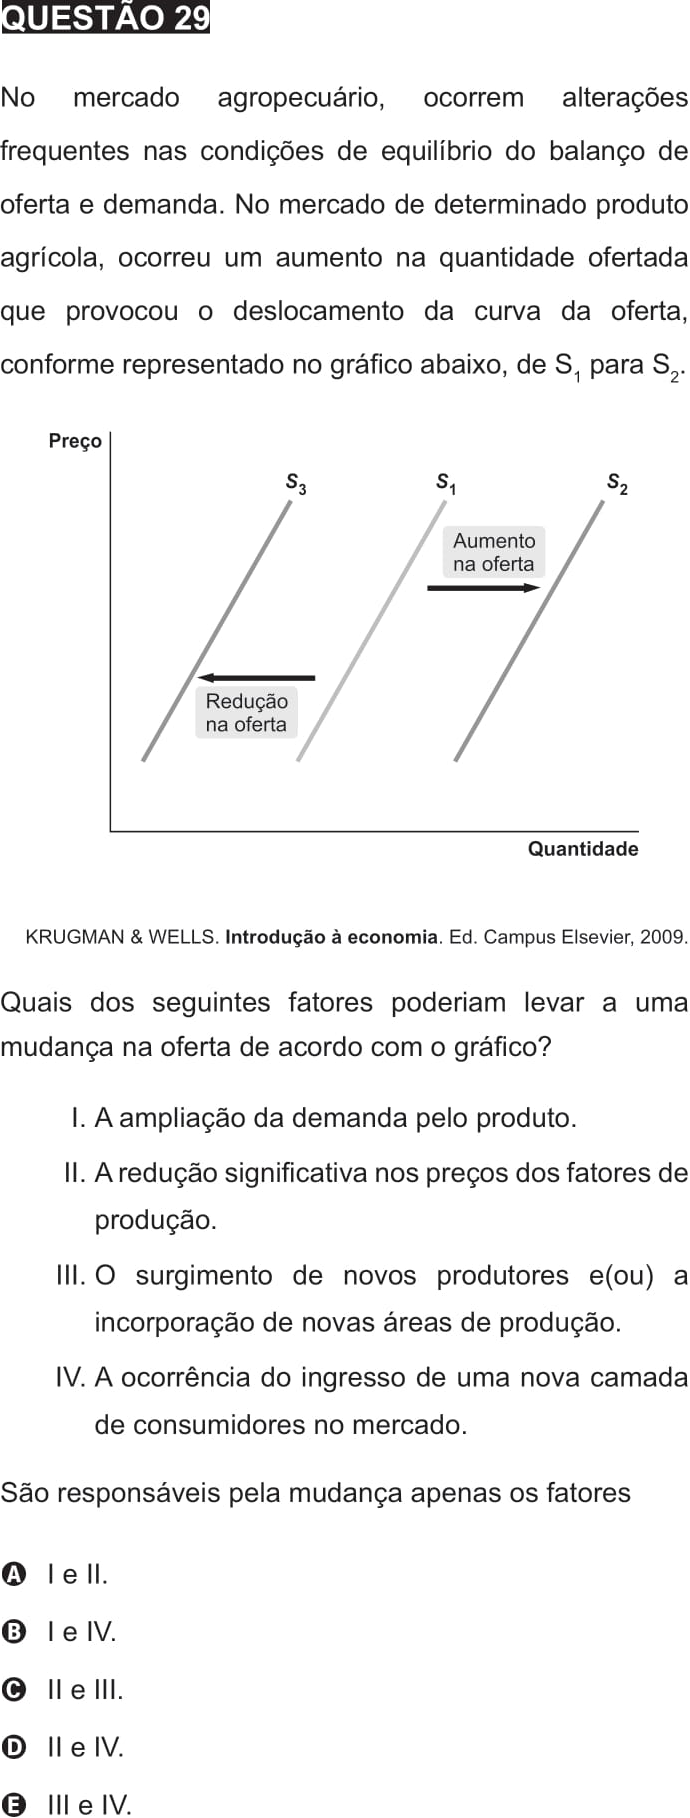 QUESTÃO 29
No mercado agropecuário, ocorrem alterações
frequentes nas condições de equilíbrio do balanço de
oferta e demanda. No mercado de determinado produto
agrícola, ocorreu um aumento na quantidade ofertada
que provocou o deslocamento da curva da oferta,
conforme representado no gráfico abaixo, de S₁ para S₂.
Preço
S₃ S₁ S₂
Aumento
na oferta
Redução
na oferta
Quantidade
KRUGMAN & WELLS. Introdução à economia. Ed. Campus Elsevier, 2009.
Quais dos seguintes fatores poderiam levar a uma
mudança na oferta de acordo com o gráfico?
I. A ampliação da demanda pelo produto.
II. A redução significativa nos preços dos fatores de
produção.
III. O surgimento de novos produtores e(ou) a
incorporação de novas áreas de produção.
IV. A ocorrência do ingresso de uma nova camada
de consumidores no mercado.
São responsáveis pela mudança apenas os fatores
A I e II.
B I e IV.
C II e III.
D II e IV.
E III e IV.